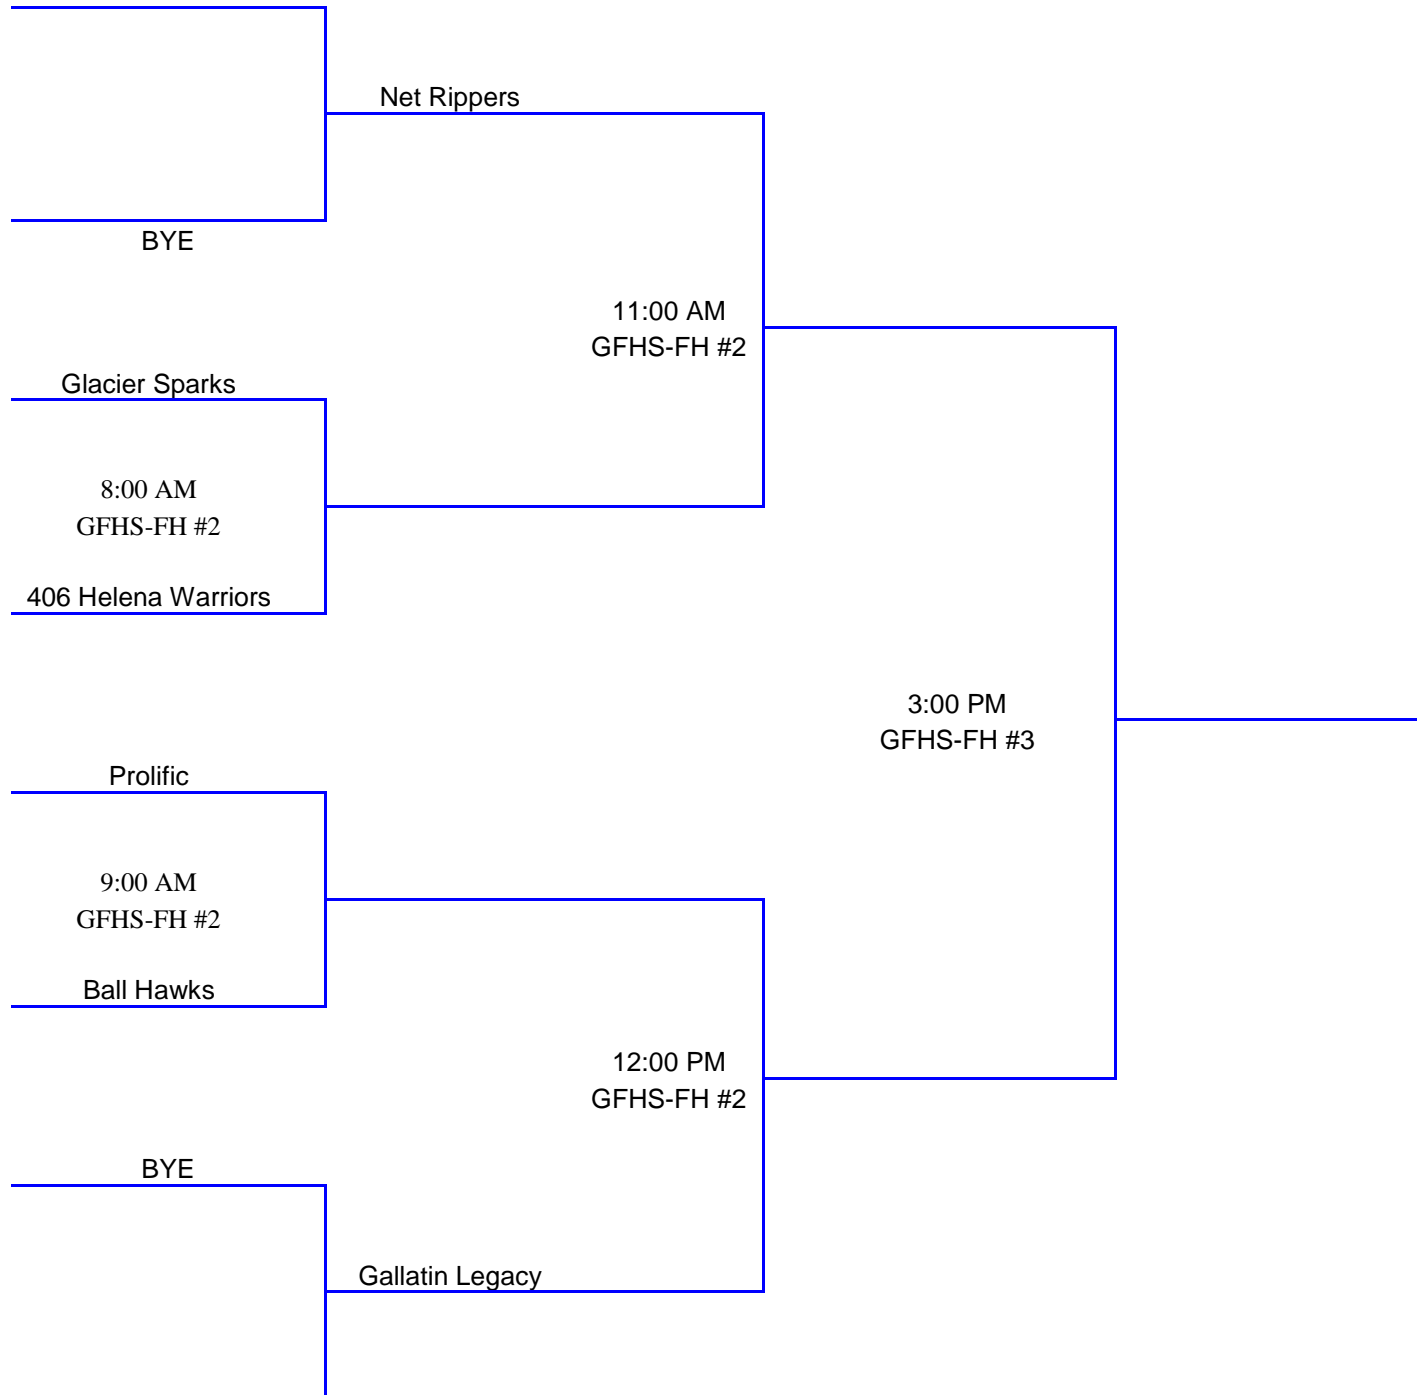 Net Rippers
BYE
11:00 AM
GFHS-FH #2
Glacier Sparks
8:00 AM
GFHS-FH #2
406 Helena Warriors
3:00 PM
GFHS-FH #3
Prolific
9:00 AM
GFHS-FH #2
Ball Hawks
12:00 PM
GFHS-FH #2
BYE
Gallatin Legacy